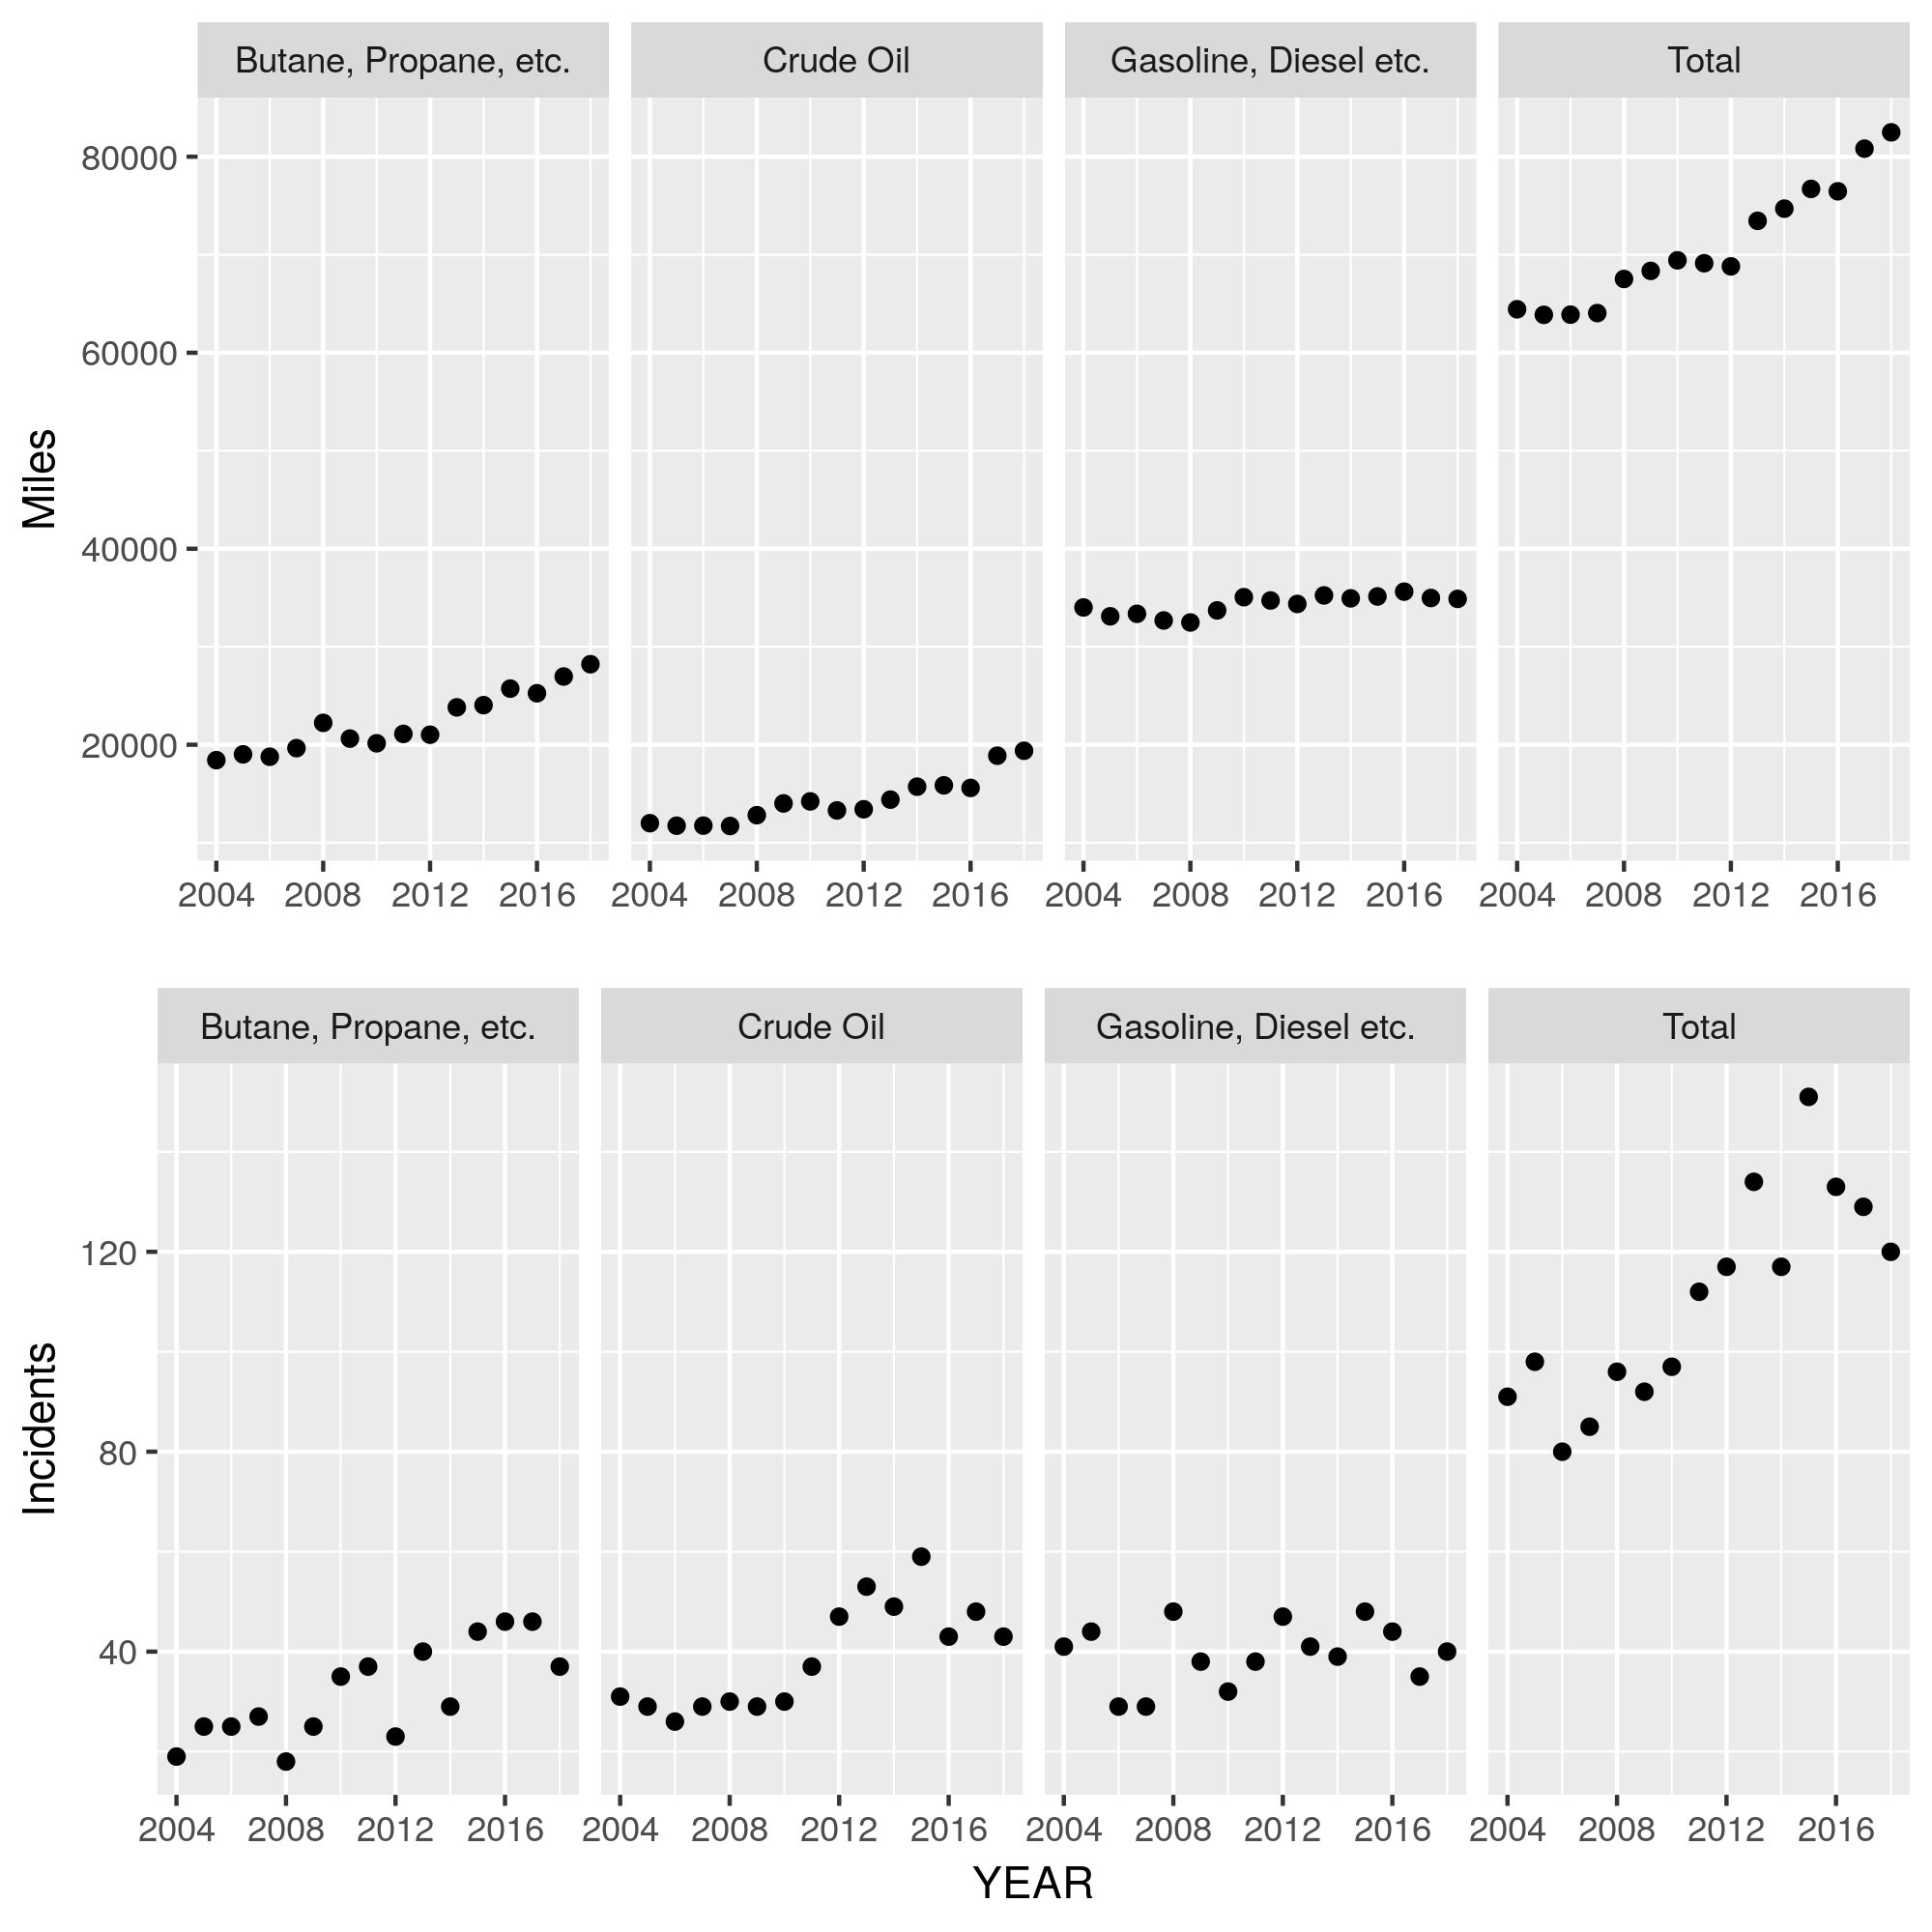 Butane, Propane, etc. Crude Oil Gasoline, Diesel etc. Total
80000
60000
40000
20000
Miles
2004 2008 2012 2016 2004 2008 2012 2016 2004 2008 2012 2016 2004 2008 2012 2016
Butane, Propane, etc. Crude Oil Gasoline, Diesel etc. Total
120
80
40
Incidents
2004 2008 2012 2016 2004 2008 2012 2016 2004 2008 2012 2016 2004 2008 2012 2016
YEAR